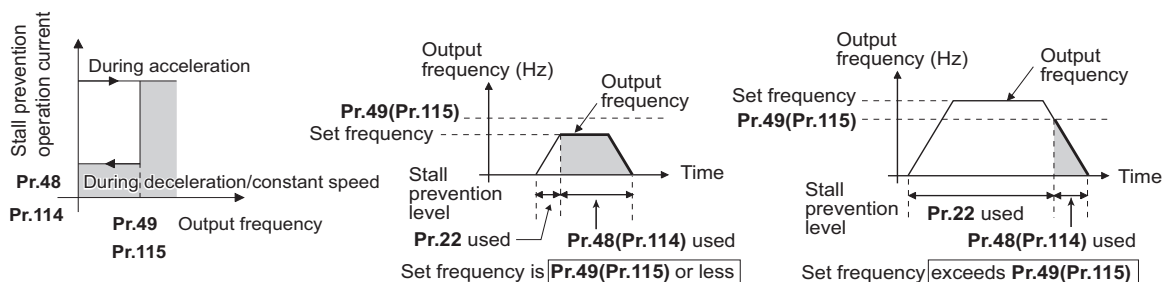 Stall prevention
operation current
During acceleration
Pr.48
During deceleration/constant speed
Pr.114
Pr.49
Output frequency
Pr.115
Output
frequency (Hz)
Output
frequency
Pr.49(Pr.115)
Set frequency
Time
Stall
prevention
level
Pr.22 used
Pr.48(Pr.114) used
Set frequency is Pr.49(Pr.115) or less
Output
frequency (Hz)
Output
frequency
Set frequency
Pr.49(Pr.115)
Time
Stall
prevention
level
Pr.22 used
Pr.48(Pr.114) used
Set frequency exceeds Pr.49(Pr.115)